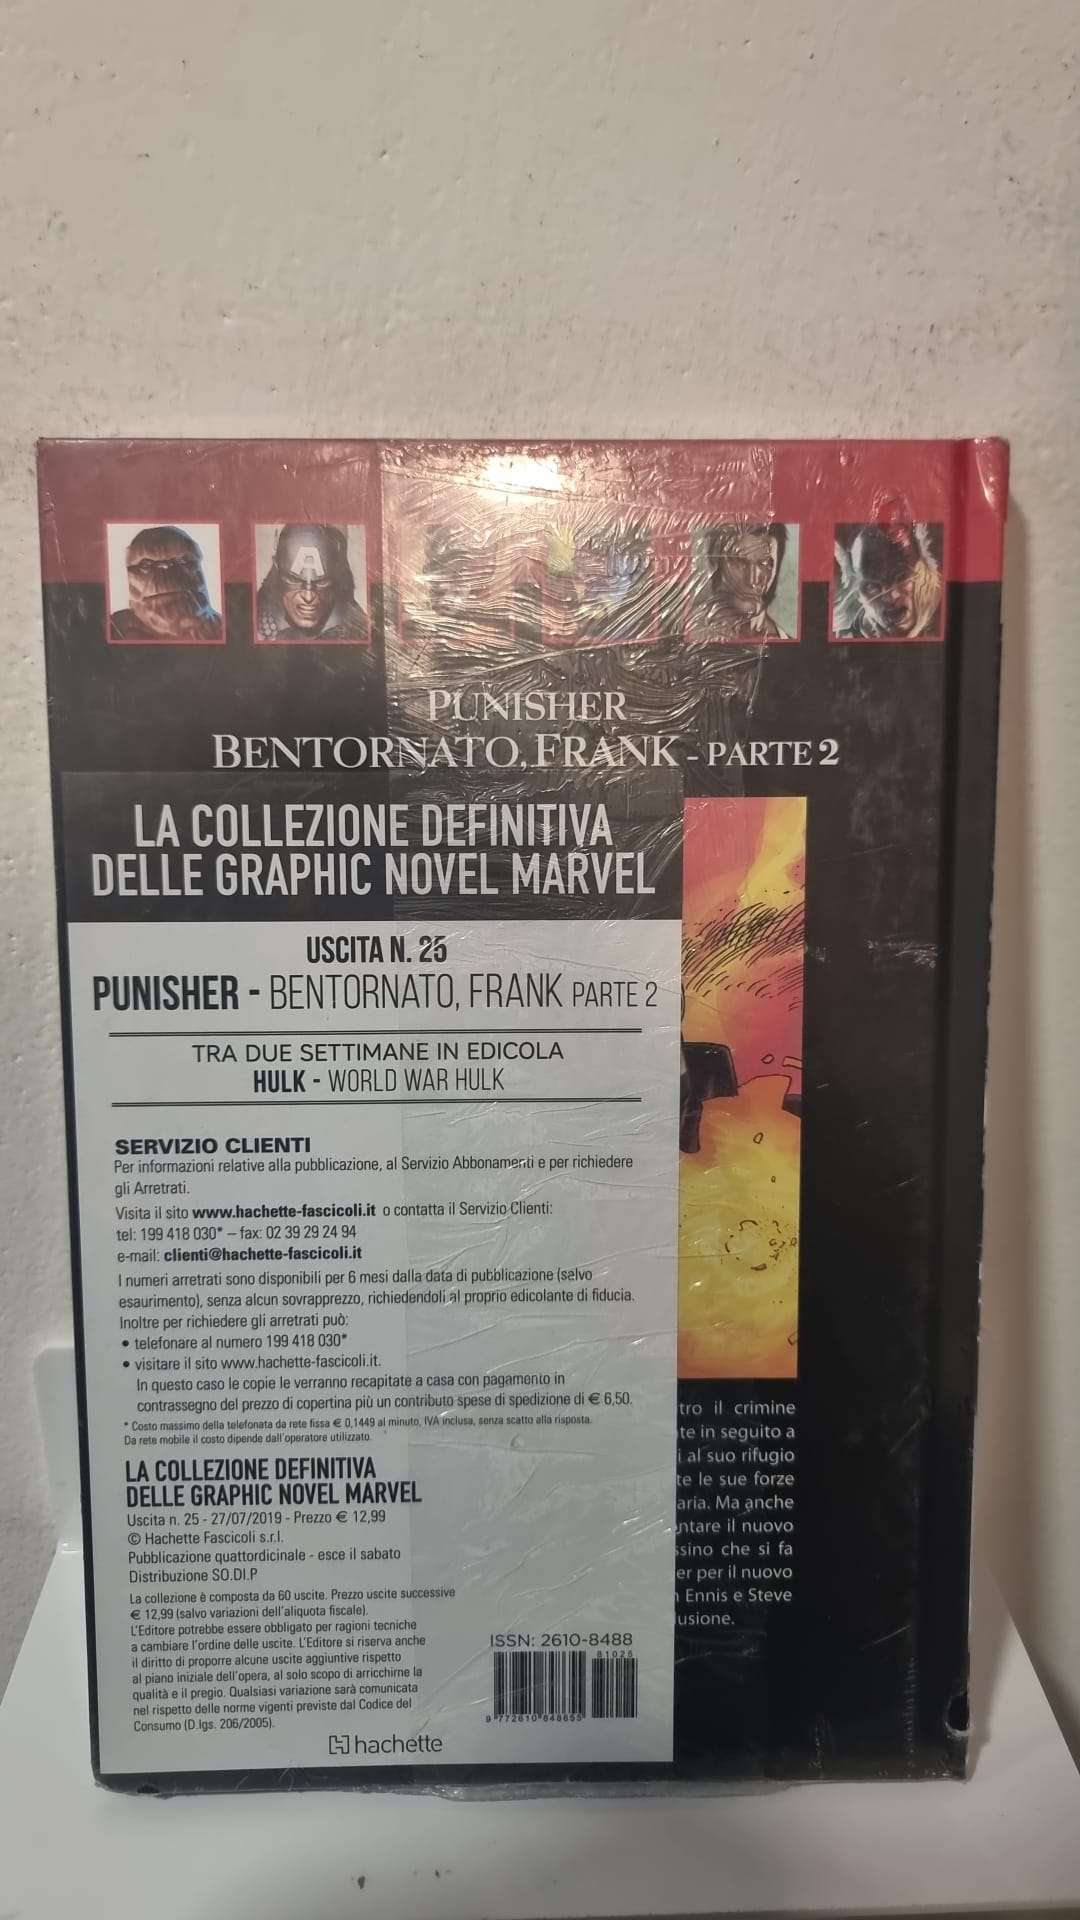 PUNISHER
BENTORNATO, FRANK - PARTE 2
LA COLLEZIONE DEFINITIVA
DELLE GRAPHIC NOVEL MARVEL
USCITA N. 25
PUNISHER - BENTORNATO, FRANK PARTE 2
TRA DUE SETTIMANE IN EDICOLA
HULK - WORLD WAR HULK
SERVIZIO CLIENTI
Per informazioni relative alla pubblicazione, al Servizio Abbonamenti e per richiedere
gli Arretrati.
Visita il sito www.hachette-fascicoli.it o contatta il Servizio Clienti:
tel: 199 418 030* – fax: 02 39 29 24 94
e-mail: clienti@hachette-fascicoli.it
I numeri arretrati sono disponibili per 6 mesi dalla data di pubblicazione (salvo
esaurimento), senza alcun sovrapprezzo, richiedendoli al proprio edicolante di fiducia.
Inoltre per richiedere gli arretrati può:
• telefonare al numero 199 418 030*
• visitare il sito www.hachette-fascicoli.it.
In questo caso le copie le verranno recapitate a casa con pagamento in
contrassegno del prezzo di copertina più un contributo spese di spedizione di € 6,50.
* Costo massimo della telefonata da rete fissa € 0,1449 al minuto, IVA inclusa, senza scatto alla risposta.
Da rete mobile il costo dipende dall'operatore utilizzato.
LA COLLEZIONE DEFINITIVA
DELLE GRAPHIC NOVEL MARVEL
Uscita n. 25 - 27/07/2019 - Prezzo € 12,99
© Hachette Fascicoli s.r.l.
Pubblicazione quattordicinale - esce il sabato
Distribuzione SO.DI.P
La collezione è composta da 60 uscite. Prezzo uscite successive
€ 12,99 (salvo variazioni dell'aliquota fiscale).
L'Editore potrebbe essere obbligato per ragioni tecniche
a cambiare l'ordine delle uscite. L'Editore si riserva anche
il diritto di proporre alcune uscite aggiuntive rispetto
al piano iniziale dell'opera, al solo scopo di arricchirne la
qualità e il pregio. Qualsiasi variazione sarà comunicata
nel rispetto delle norme vigenti previste dal Codice del
Consumo (D.lgs. 206/2005).
ISSN: 2610-8488
81025
9 772610 848655
hachette
tro il crimine
te in seguito a
i al suo rifugio
te le sue forze
aria. Ma anche
ntare il nuovo
ssino che si fa
er per il nuovo
n Ennis e Steve
lusione.